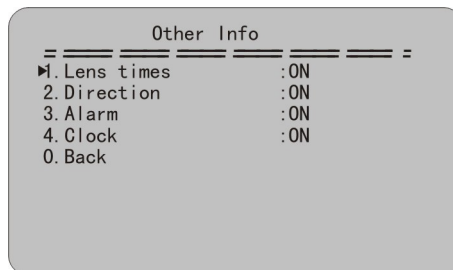 Other Info
= ==== ==== ==== ==== ==== ==== =
▶1. Lens times :ON
2. Direction :ON
3. Alarm :ON
4. Clock :ON
0. Back